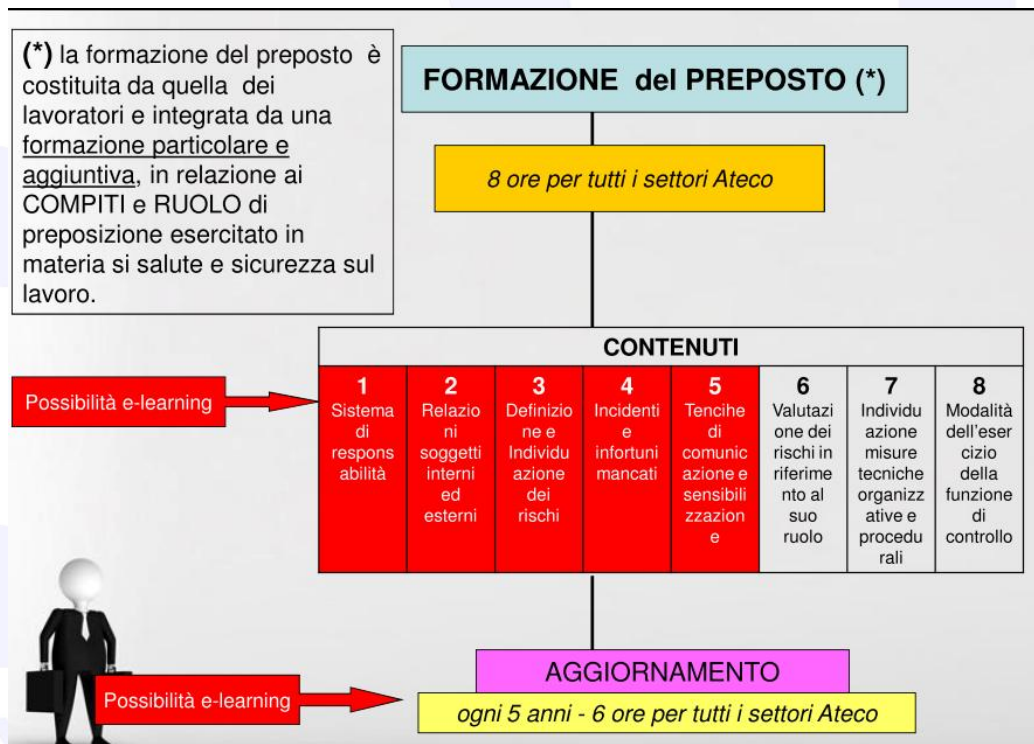 (*) la formazione del preposto è
costituita da quella dei
lavoratori e integrata da una
formazione particolare e
aggiuntiva, in relazione ai
COMPITI e RUOLO di
preposizione esercitato in
materia si salute e sicurezza sul
lavoro.
FORMAZIONE del PREPOSTO (*)
8 ore per tutti i settori Ateco
CONTENUTI
Possibilità e-learning
1
Sistema
di
respons
abilità
2
Relazio
ni
soggetti
interni
ed
esterni
3
Definizio
ne e
Individu
azione
dei
rischi
4
Incidenti
e
infortuni
mancati
5
Tencihe
di
comunic
azione e
sensibili
zzazion
e
6
Valutazi
one dei
rischi in
riferime
nto al
suo
ruolo
7
Individu
azione
misure
tecniche
organizz
ative e
procedu
rali
8
Modalità
dell'eser
cizio
della
funzione
di
controllo
AGGIORNAMENTO
Possibilità e-learning
ogni 5 anni - 6 ore per tutti i settori Ateco